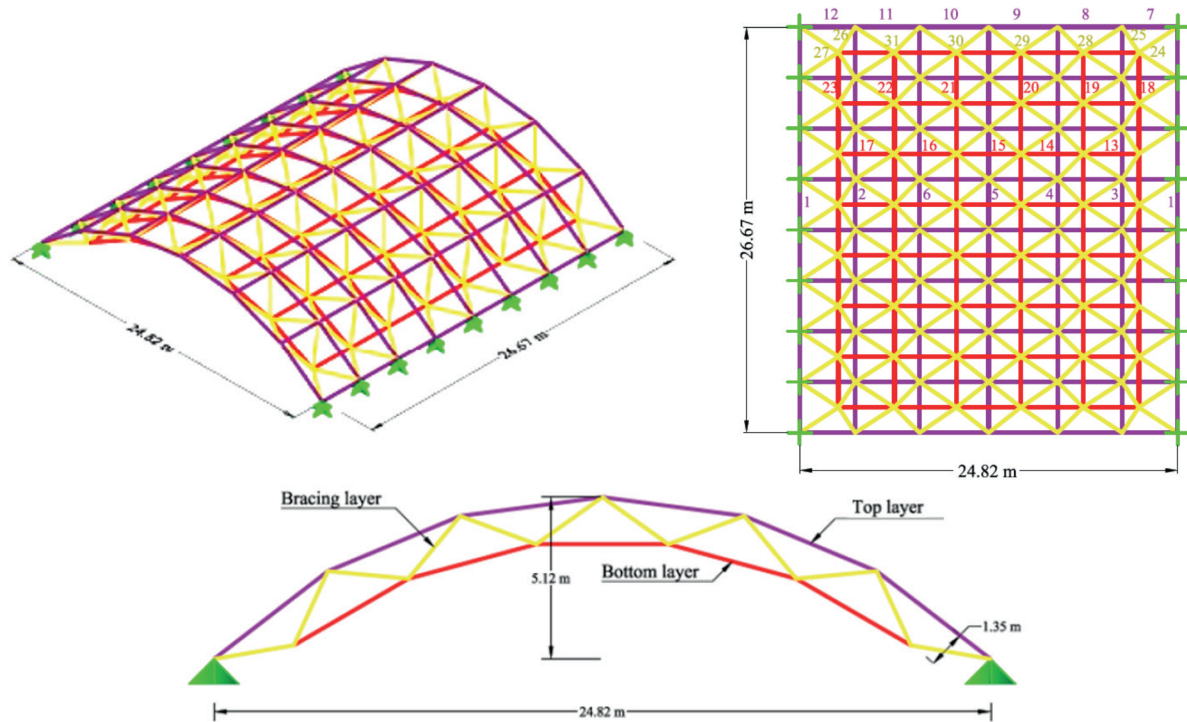 24.82 m
26.67 m
12 11 10 9 8 7
26 25
27 31 30 29 28 24
23 22 21 20 19 18
17 16 15 14 13
1 2 6 5 4 3 1
26.67 m
24.82 m
Bracing layer
Top layer
5.12 m
Bottom layer
1.35 m
24.82 m